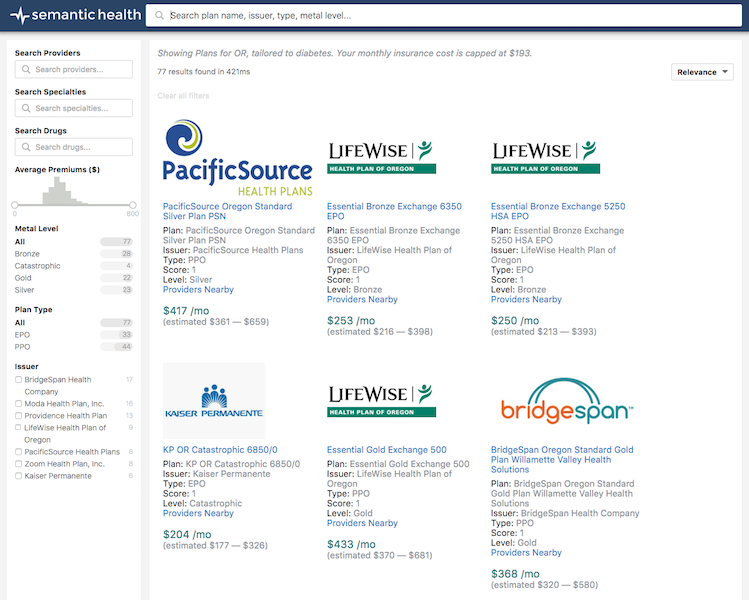 semantic health
Search plan name, issuer, type, metal level...
Search Providers
Search providers...
Search Specialties
Search specialties...
Search Drugs
Search drugs...
Average Premiums ($)
0 800
Metal Level
All 77
Bronze 28
Catastrophic 4
Gold 22
Silver 23
Plan Type
All 77
EPO 33
PPO 44
Issuer
BridgeSpan Health 17
Company
Moda Health Plan, Inc. 16
Providence Health Plan 13
LifeWise Health Plan of 9
Oregon
PacificSource Health Plans 8
Zoom Health Plan, Inc. 8
Kaiser Permanente 6
Showing Plans for OR, tailored to diabetes. Your monthly insurance cost is capped at $193.
77 results found in 421ms
Relevance
Clear all filters
PacificSource
HEALTH PLANS
PacificSource Oregon Standard
Silver Plan PSN
Plan: PacificSource Oregon Standard
Silver Plan PSN
Issuer: PacificSource Health Plans
Type: PPO
Score: 1
Level: Silver
Providers Nearby
$417 /mo
(estimated $361 — $659)
LIFEWISE
HEALTH PLAN OF OREGON
Essential Bronze Exchange 6350
EPO
Plan: Essential Bronze Exchange
6350 EPO
Issuer: LifeWise Health Plan of
Oregon
Type: EPO
Score: 1
Level: Bronze
Providers Nearby
$253 /mo
(estimated $216 — $398)
LIFEWISE
HEALTH PLAN OF OREGON
Essential Bronze Exchange 5250
HSA EPO
Plan: Essential Bronze Exchange
5250 HSA EPO
Issuer: LifeWise Health Plan of
Oregon
Type: EPO
Score: 1
Level: Bronze
Providers Nearby
$250 /mo
(estimated $213 — $393)
KAISER PERMANENTE
KP OR Catastrophic 6850/0
Plan: KP OR Catastrophic 6850/0
Issuer: Kaiser Permanente
Type: EPO
Score: 1
Level: Catastrophic
Providers Nearby
$204 /mo
(estimated $177 — $326)
LIFEWISE
HEALTH PLAN OF OREGON
Essential Gold Exchange 500
Plan: Essential Gold Exchange 500
Issuer: LifeWise Health Plan of
Oregon
Type: PPO
Score: 1
Level: Gold
Providers Nearby
$433 /mo
(estimated $370 — $681)
bridgespan
BridgeSpan Oregon Standard Gold
Plan Willamette Valley Health
Solutions
Plan: BridgeSpan Oregon Standard
Gold Plan Willamette Valley Health
Solutions
Issuer: BridgeSpan Health Company
Type: PPO
Score: 1
Level: Gold
Providers Nearby
$368 /mo
(estimated $320 — $580)